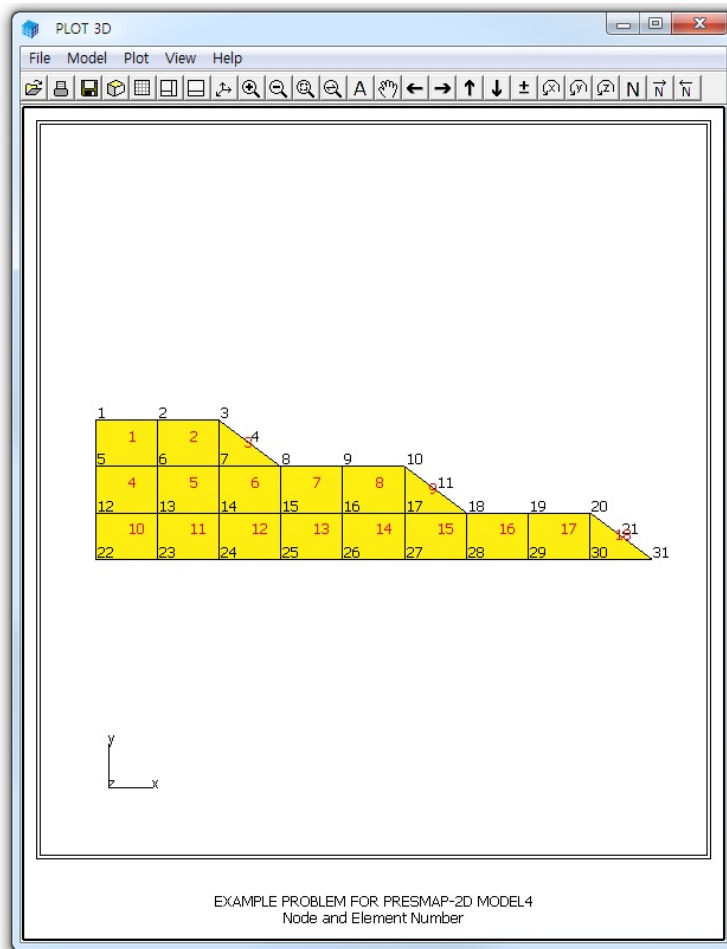 PLOT 3D
File Model Plot View Help
A N N N
1 2 3
1 2 3 4
5 6 7 8 9 10
4 5 6 7 8 9 11
12 13 14 15 16 17 18 19 20
10 11 12 13 14 15 16 17 18 21
22 23 24 25 26 27 28 29 30 31
y
z x
EXAMPLE PROBLEM FOR PRESMAP-2D MODEL4
Node and Element Number